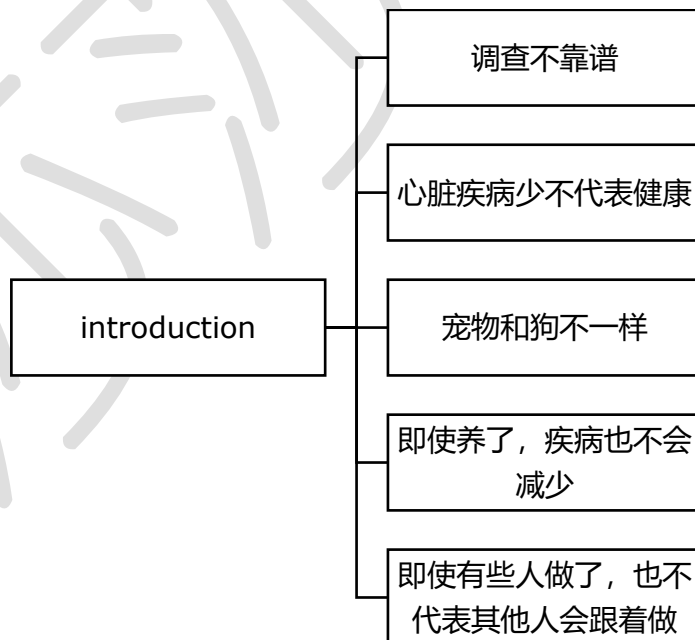 调查不靠谱
心脏疾病少不代表健康
introduction
宠物和狗不一样
即使养了，疾病也不会
减少
即使有些人做了，也不
代表其他人会跟着做